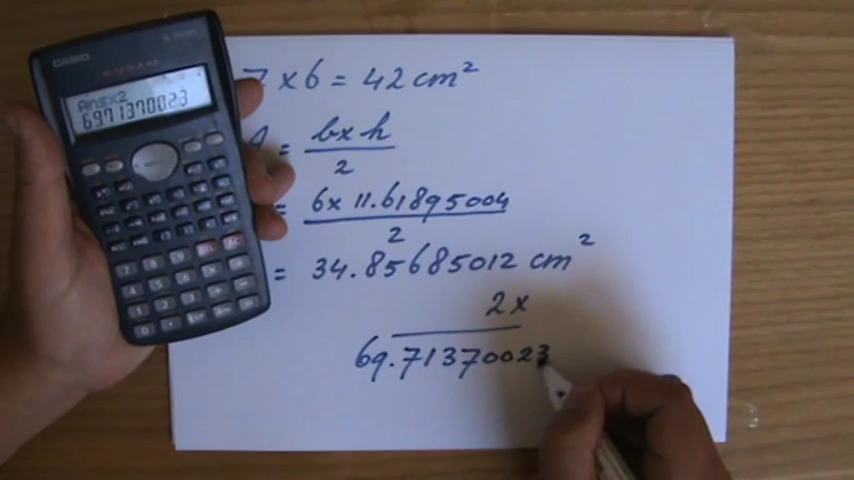 CASIO
Ans×2
69.71370023
7 × 6 = 42 cm²
A = b x h
2
= 6 x 11.61895004
2
= 34.85685012 cm²
2 x
69.71370023